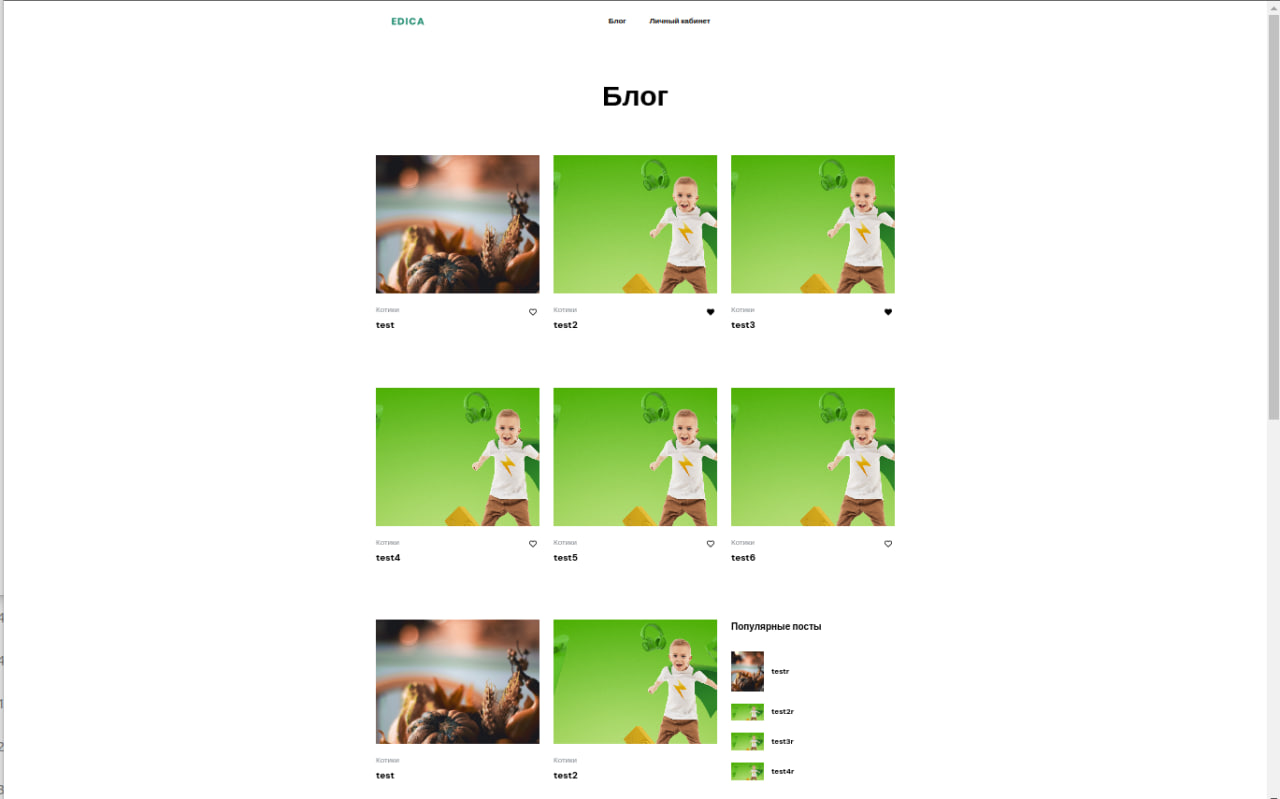 EDICA
Блог
Личный кабинет
Блог
Котики
test
Котики
test2
Котики
test3
Котики
test4
Котики
test5
Котики
test6
Котики
test
Котики
test2
Популярные посты
testr
test2r
test3r
test4r